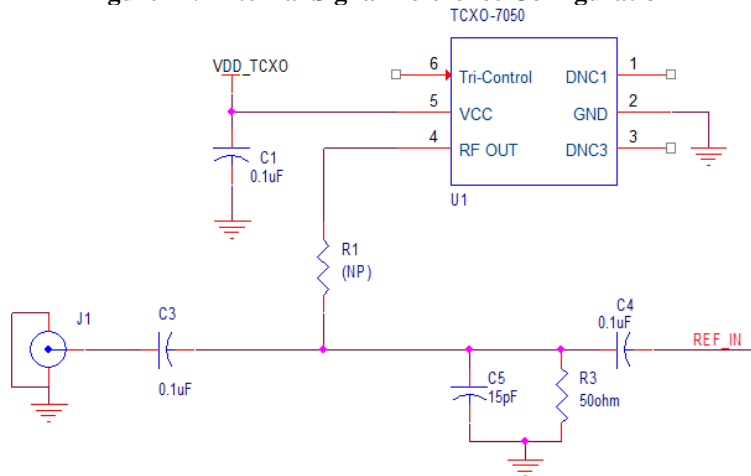 TCXO-7050
VDD_TCXO
6 Tri-Control DNC1 1
5 VCC GND 2
4 RF OUT DNC3 3
C1
0.1uF
U1
R1
(NP)
J1
C3
0.1uF
C4
0.1uF
REF_IN
C5
15pF
R3
50ohm